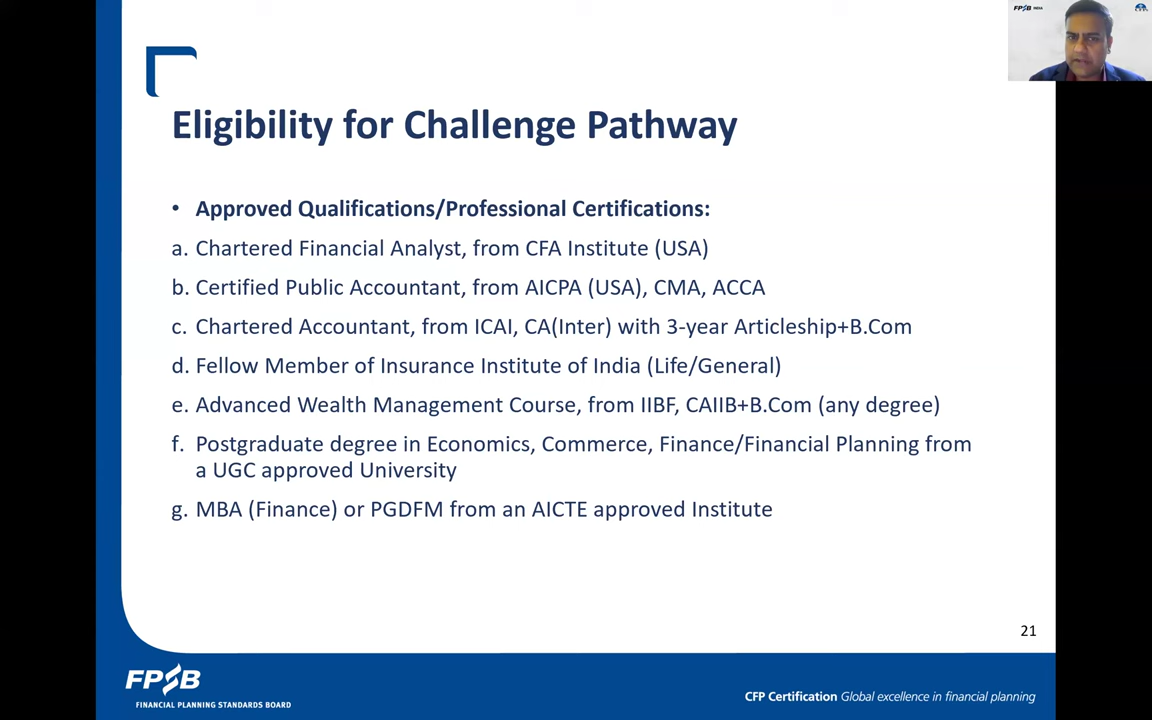 FPSB INDIA
Eligibility for Challenge Pathway
• Approved Qualifications/Professional Certifications:
a. Chartered Financial Analyst, from CFA Institute (USA)
b. Certified Public Accountant, from AICPA (USA), CMA, ACCA
c. Chartered Accountant, from ICAI, CA(Inter) with 3-year Articleship+B.Com
d. Fellow Member of Insurance Institute of India (Life/General)
e. Advanced Wealth Management Course, from IIBF, CAIIB+B.Com (any degree)
f. Postgraduate degree in Economics, Commerce, Finance/Financial Planning from
a UGC approved University
g. MBA (Finance) or PGDFM from an AICTE approved Institute
21
FPSB
FINANCIAL PLANNING STANDARDS BOARD
CFP Certification Global excellence in financial planning